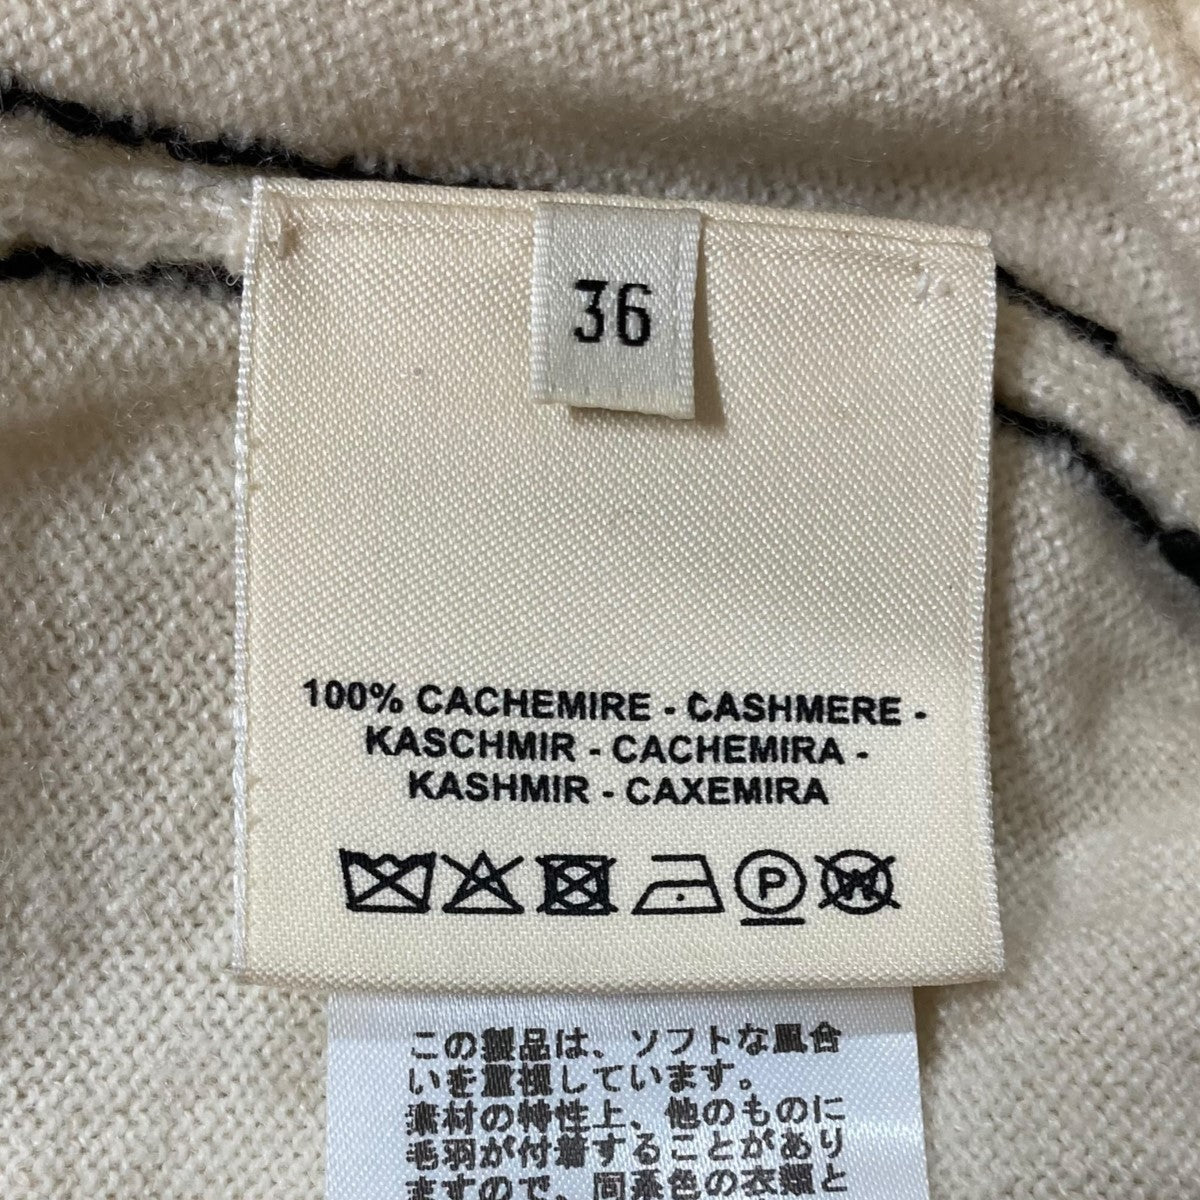 36
100% CACHEMIRE - CASHMERE -
KASCHMIR - CACHEMIRA -
KASHMIR - CAXEMIRA
P
W
この製品は、ソフトな風合
いを重視しています。
素材の特性上、他のものに
毛羽が付着することがあり
ますので、同系色の衣類と